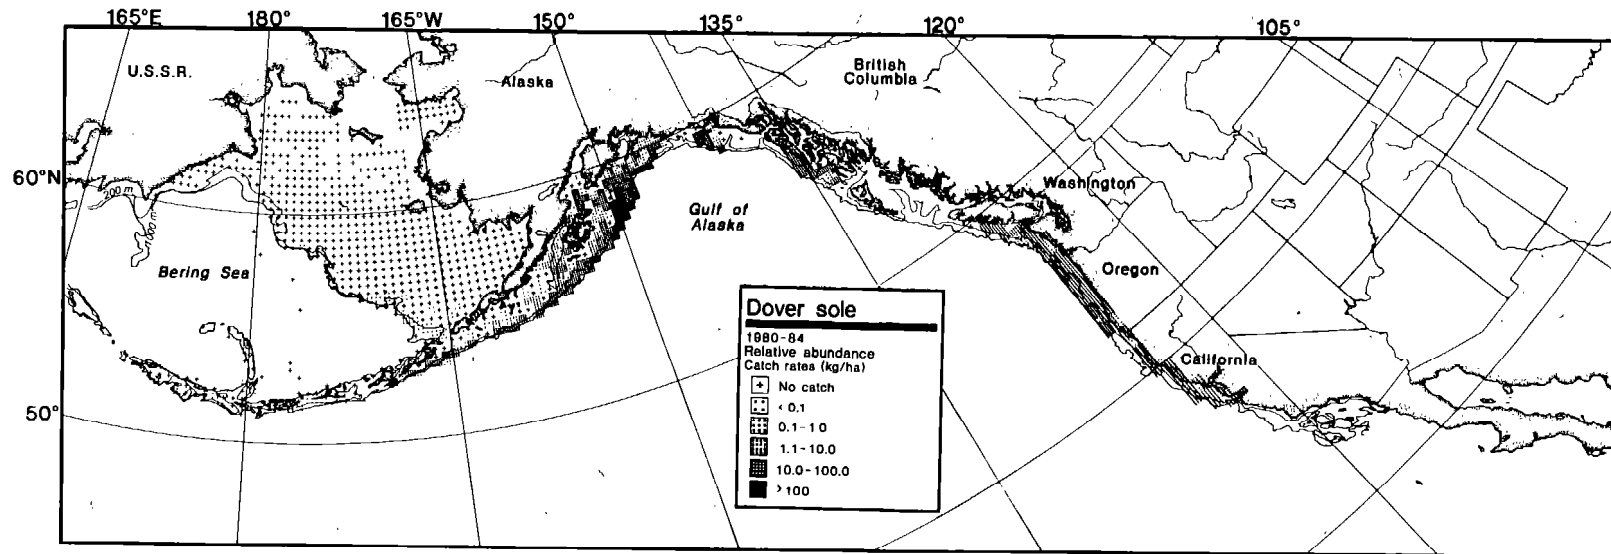 165°E 180° 165°W 150° 135° 120° 105°
U.S.S.R.
Alaska
British
Columbia
60°N
200 m
1000 m
Washington
Gulf of
Alaska
Bering Sea
Oregon
California
50°
Dover sole
1980-84
Relative abundance
Catch rates (kg/ha)
+ No catch
< 0.1
0.1-1 0
1.1-10.0
10.0-100.0
> 100